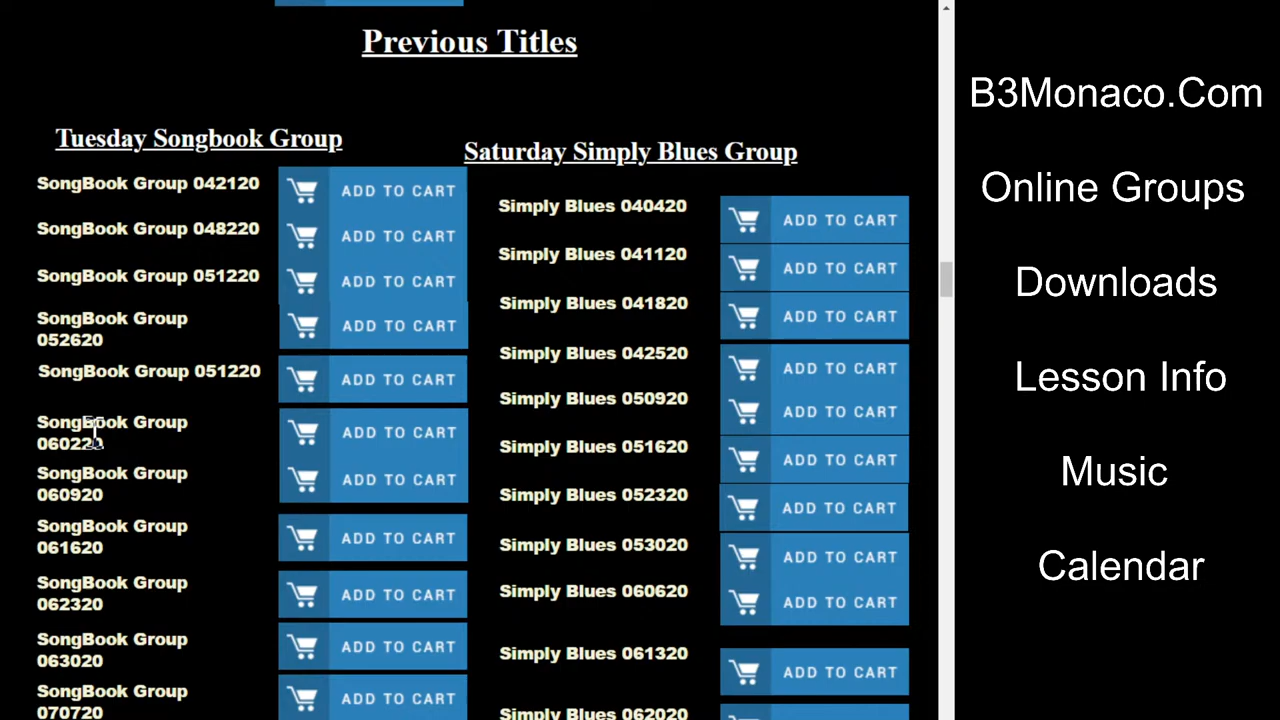 Previous Titles
Tuesday Songbook Group
SongBook Group 042120
ADD TO CART
SongBook Group 048220
ADD TO CART
SongBook Group 051220
ADD TO CART
SongBook Group
052620
ADD TO CART
SongBook Group 051220
ADD TO CART
SongBook Group
060220
ADD TO CART
SongBook Group
060920
ADD TO CART
SongBook Group
061620
ADD TO CART
SongBook Group
062320
ADD TO CART
SongBook Group
063020
ADD TO CART
SongBook Group
070720
ADD TO CART
Saturday Simply Blues Group
Simply Blues 040420
ADD TO CART
Simply Blues 041120
ADD TO CART
Simply Blues 041820
ADD TO CART
Simply Blues 042520
ADD TO CART
Simply Blues 050920
ADD TO CART
Simply Blues 051620
ADD TO CART
Simply Blues 052320
ADD TO CART
Simply Blues 053020
ADD TO CART
Simply Blues 060620
ADD TO CART
Simply Blues 061320
ADD TO CART
Simply Blues 062020
B3Monaco.Com
Online Groups
Downloads
Lesson Info
Music
Calendar